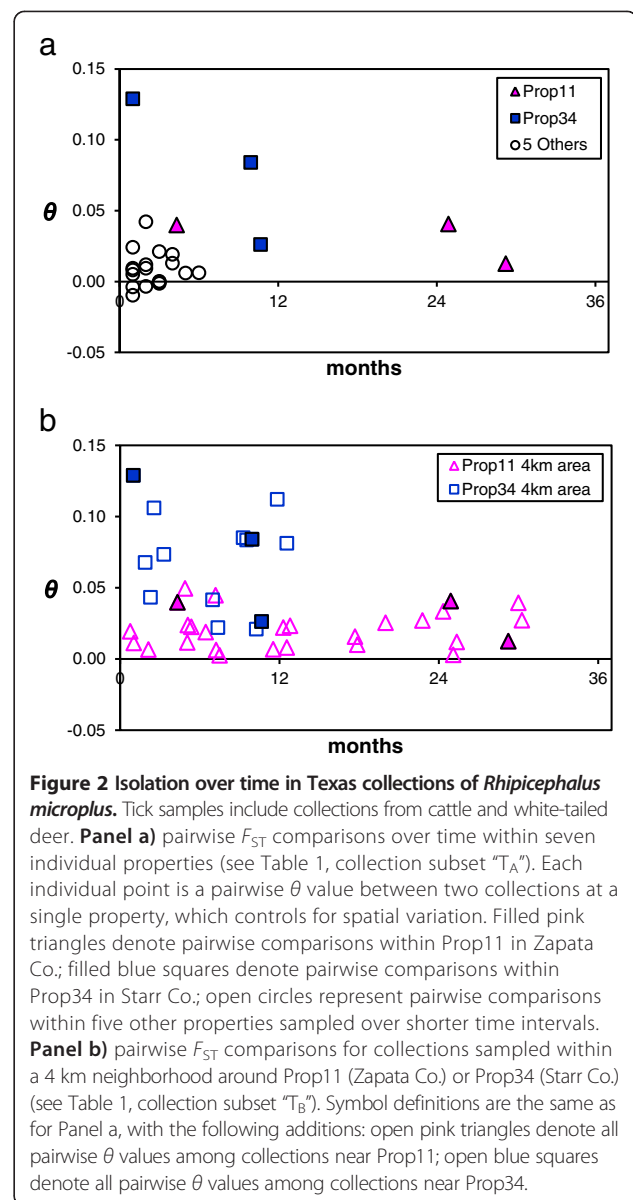 a
0.15
0.10
0.05
0.00
-0.05
θ
0
12
24
36
months
Prop11
Prop34
5 Others
b
0.15
0.10
0.05
0.00
-0.05
θ
0
12
24
36
months
Prop11 4km area
Prop34 4km area
Figure 2 Isolation over time in Texas collections of Rhipicephalus
microplus. Tick samples include collections from cattle and white-tailed
deer. Panel a) pairwise FST comparisons over time within seven
individual properties (see Table 1, collection subset "TA"). Each
individual point is a pairwise θ value between two collections at a
single property, which controls for spatial variation. Filled pink
triangles denote pairwise comparisons within Prop11 in Zapata
Co.; filled blue squares denote pairwise comparisons within
Prop34 in Starr Co.; open circles represent pairwise comparisons
within five other properties sampled over shorter time intervals.
Panel b) pairwise FST comparisons for collections sampled within
a 4 km neighborhood around Prop11 (Zapata Co.) or Prop34 (Starr Co.)
(see Table 1, collection subset "TB"). Symbol definitions are the same as
for Panel a, with the following additions: open pink triangles denote all
pairwise θ values among collections near Prop11; open blue squares
denote all pairwise θ values among collections near Prop34.